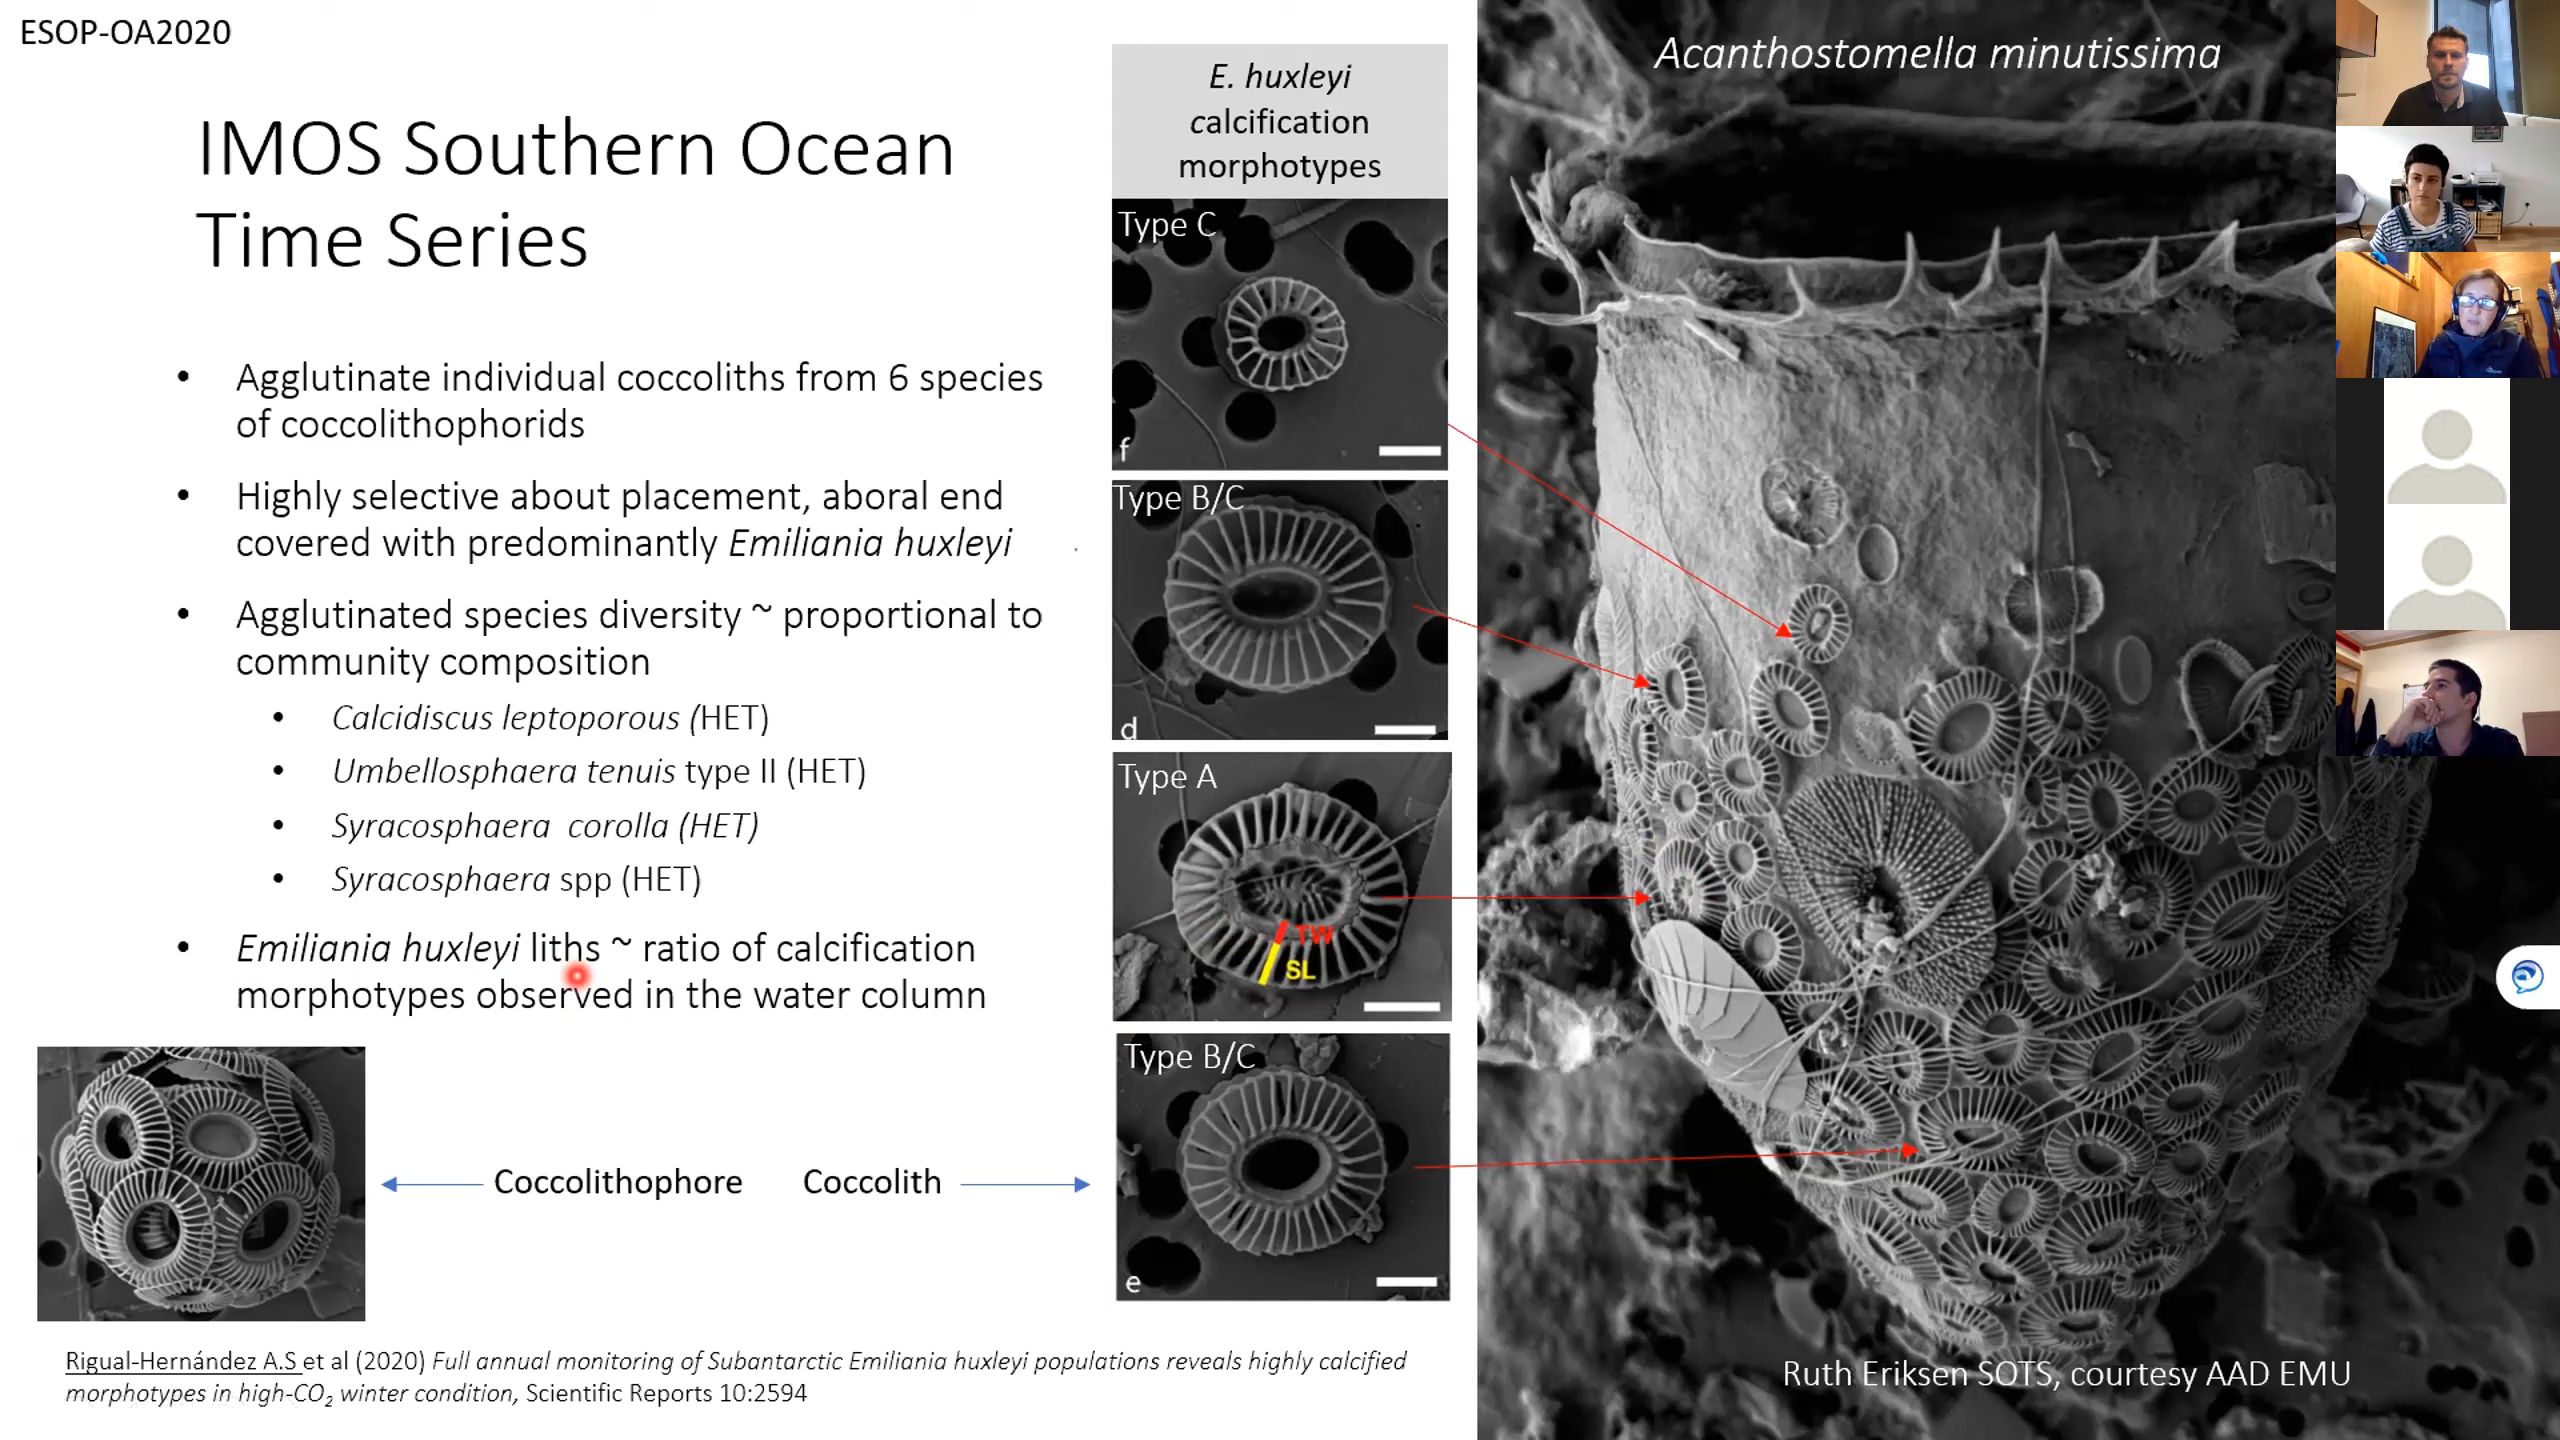 ESOP-OA2020
IMOS Southern Ocean
Time Series
• Agglutinate individual coccoliths from 6 species
of coccolithophorids
• Highly selective about placement, aboral end
covered with predominantly Emiliania huxleyi
• Agglutinated species diversity ~ proportional to
community composition
• Calcidiscus leptoporous (HET)
• Umbellosphaera tenuis type II (HET)
• Syracosphaera corolla (HET)
• Syracosphaera spp (HET)
• Emiliania huxleyi liths ~ ratio of calcification
morphotypes observed in the water column
Coccolithophore
Coccolith
Rigual-Hernández A.S et al (2020) Full annual monitoring of Subantarctic Emiliania huxleyi populations reveals highly calcified
morphotypes in high-CO₂ winter condition, Scientific Reports 10:2594
E. huxleyi
calcification
morphotypes
Type C
f
Type B/C
d
Type A
TW
SL
Type B/C
e
Acanthostomella minutissima
Ruth Eriksen SOTS, courtesy AAD EMU